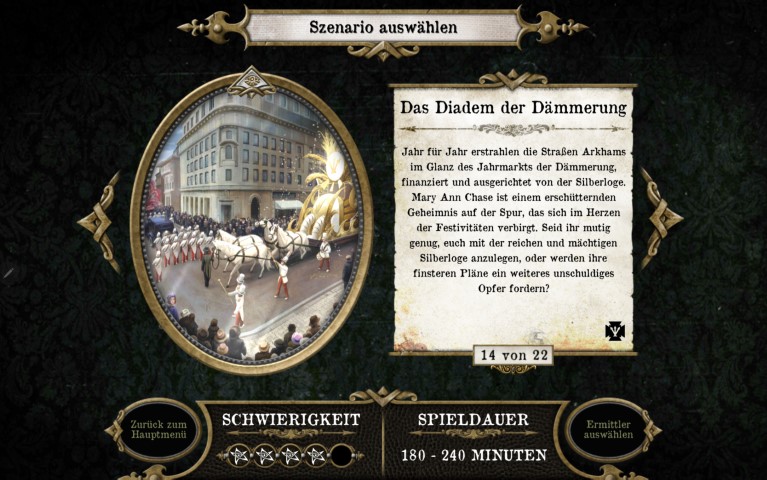 Szenario auswählen
Das Diadem der Dämmerung
Jahr für Jahr erstrahlen die Straßen Arkhams
im Glanz des Jahrmarkts der Dämmerung,
finanziert und ausgerichtet von der Silberloge.
Mary Ann Chase ist einem erschütternden
Geheimnis auf der Spur, das sich im Herzen
der Festivitäten verbirgt. Seid ihr mutig
genug, euch mit der reichen und mächtigen
Silberloge anzulegen, oder werden ihre
finsteren Pläne ein weiteres unschuldiges
Opfer fordern?
14 von 22
Zurück zum
Hauptmenü
SCHWIERIGKEIT
SPIELDAUER
180 - 240 MINUTEN
Ermittler
auswählen